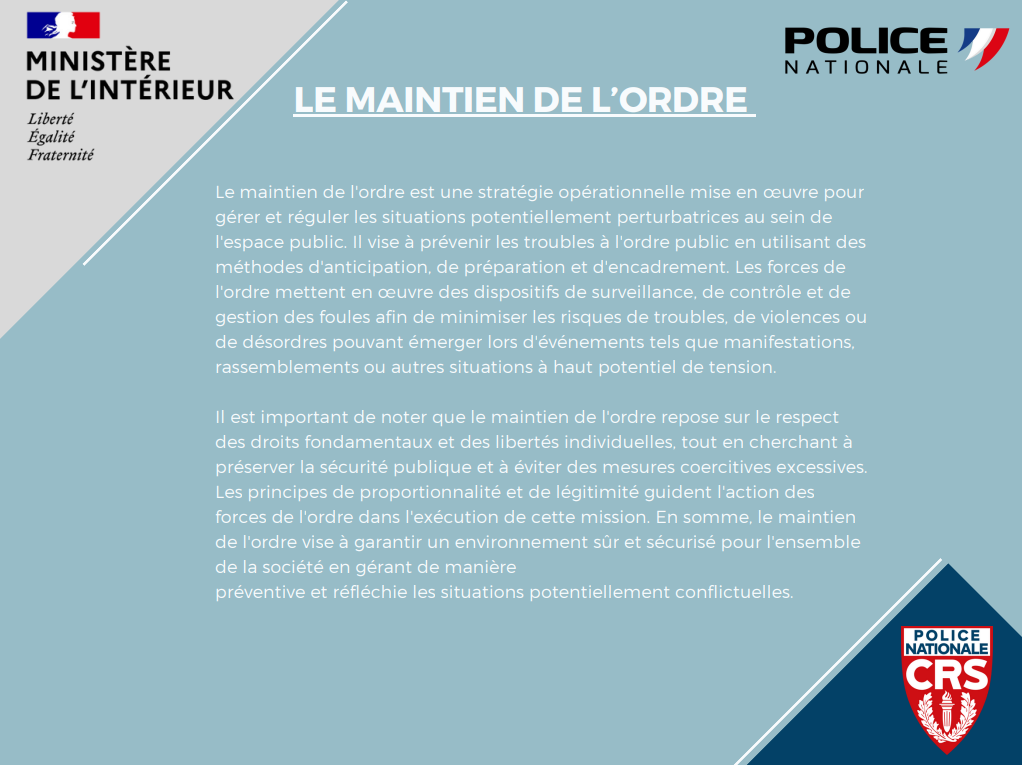 MINISTÈRE
DE L'INTÉRIEUR
Liberté
Égalité
Fraternité
POLICE
NATIONALE
LE MAINTIEN DE L’ORDRE
Le maintien de l'ordre est une stratégie opérationnelle mise en œuvre pour
gérer et réguler les situations potentiellement perturbatrices au sein de
l'espace public. Il vise à prévenir les troubles à l'ordre public en utilisant des
méthodes d'anticipation, de préparation et d'encadrement. Les forces de
l'ordre mettent en œuvre des dispositifs de surveillance, de contrôle et de
gestion des foules afin de minimiser les risques de troubles, de violences ou
de désordres pouvant émerger lors d'événements tels que manifestations,
rassemblements ou autres situations à haut potentiel de tension.
Il est important de noter que le maintien de l'ordre repose sur le respect
des droits fondamentaux et des libertés individuelles, tout en cherchant à
préserver la sécurité publique et à éviter des mesures coercitives excessives.
Les principes de proportionnalité et de légitimité guident l'action des
forces de l'ordre dans l'exécution de cette mission. En somme, le maintien
de l'ordre vise à garantir un environnement sûr et sécurisé pour l'ensemble
de la société en gérant de manière
préventive et réfléchie les situations potentiellement conflictuelles.
POLICE
NATIONALE
CRS